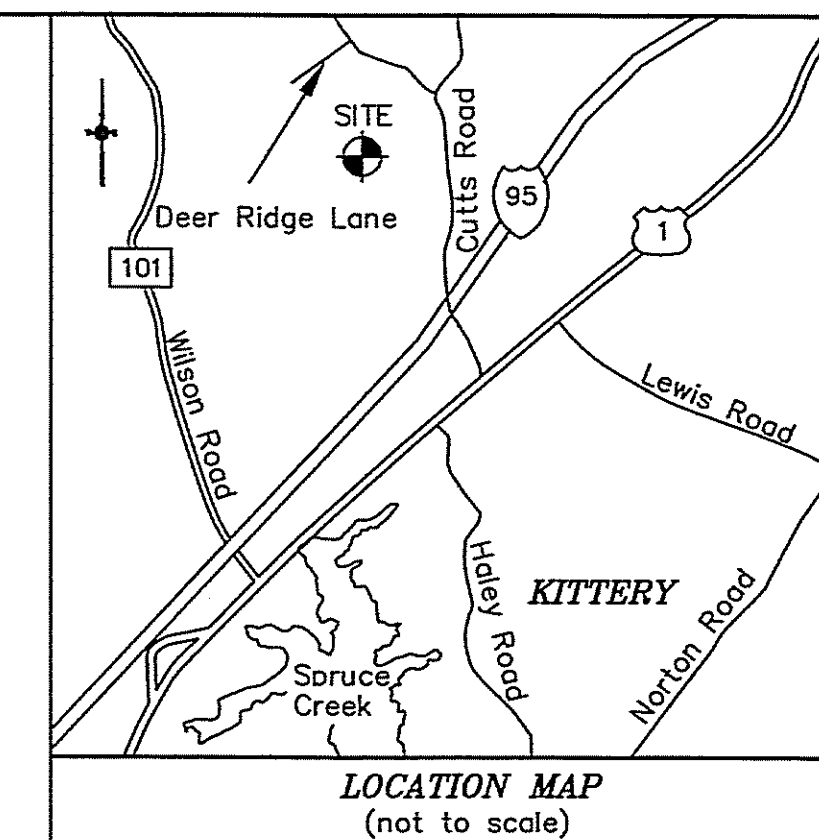 SITE
Cutts Road
95
Deer Ridge Lane
1
101
Wilson Road
Lewis Road
Haley Road
KITTERY
Norton Road
Spruce
Creek
LOCATION MAP
(not to scale)